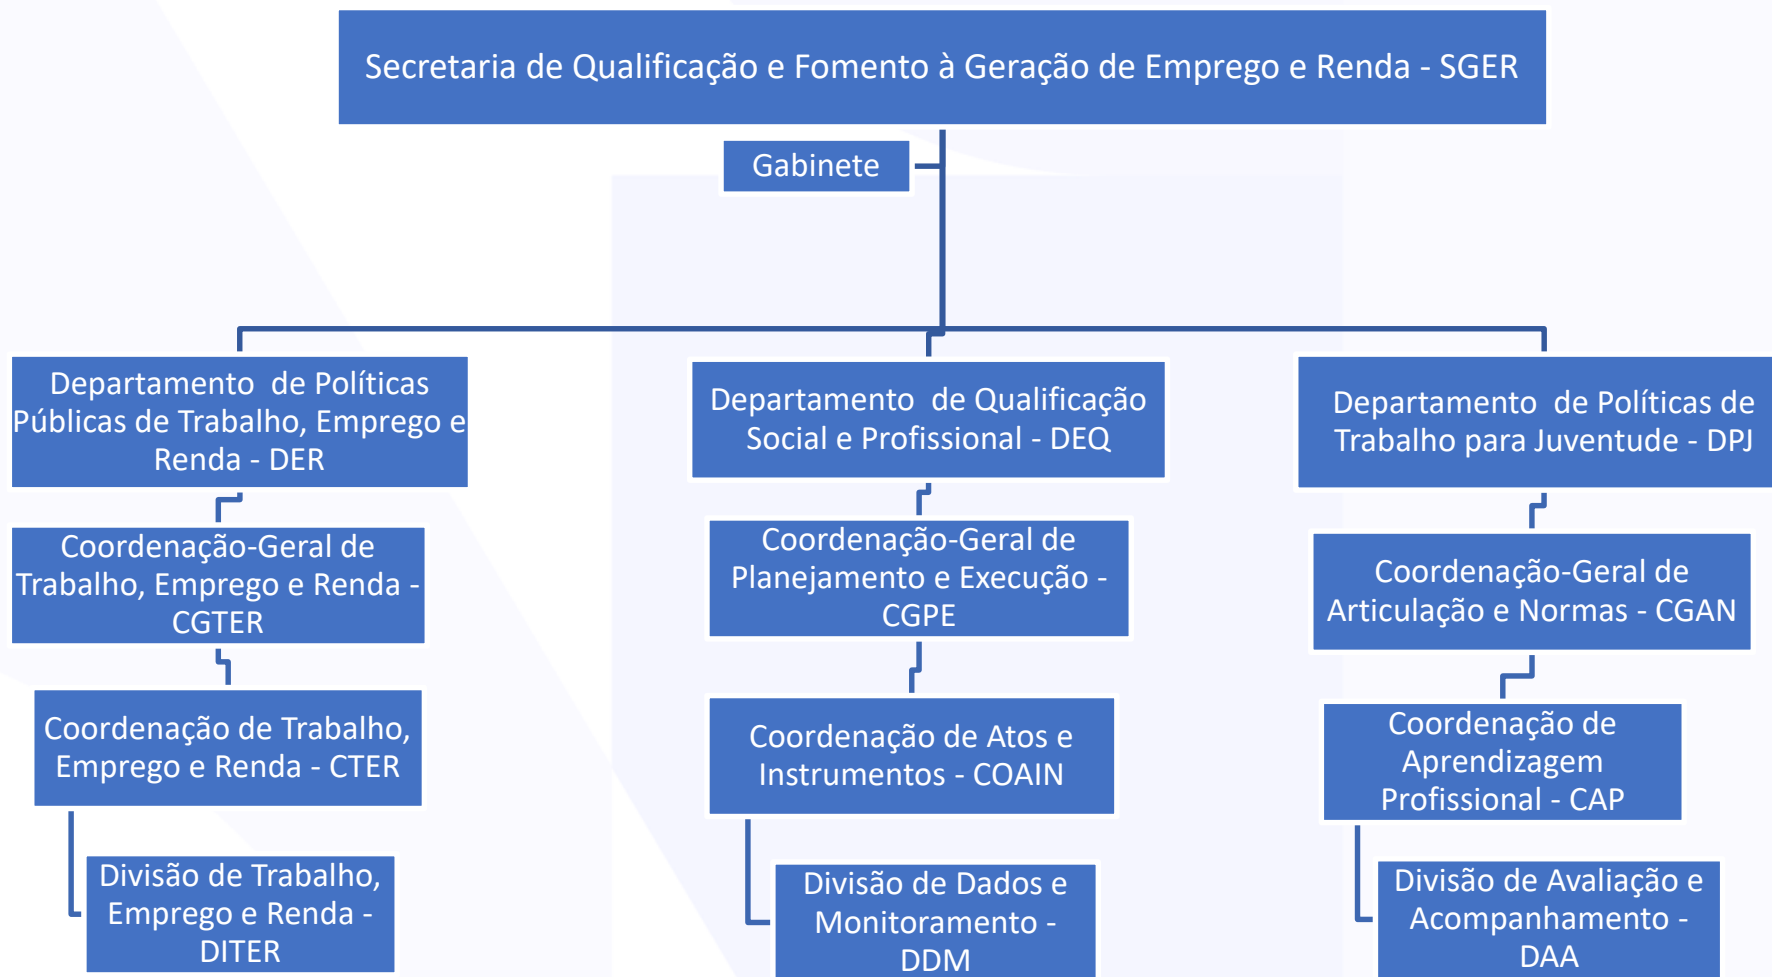 Secretaria de Qualificação e Fomento à Geração de Emprego e Renda - SGER
Gabinete
Departamento de Políticas
Públicas de Trabalho, Emprego e
Renda - DER
Departamento de Qualificação
Social e Profissional - DEQ
Departamento de Políticas de
Trabalho para Juventude - DPJ
Coordenação-Geral de
Trabalho, Emprego e Renda -
CGTER
Coordenação-Geral de
Planejamento e Execução -
CGPE
Coordenação-Geral de
Articulação e Normas - CGAN
Coordenação de Trabalho,
Emprego e Renda - CTER
Coordenação de Atos e
Instrumentos - COAIN
Coordenação de
Aprendizagem
Profissional - CAP
Divisão de Trabalho,
Emprego e Renda -
DITER
Divisão de Dados e
Monitoramento -
DDM
Divisão de Avaliação e
Acompanhamento -
DAA